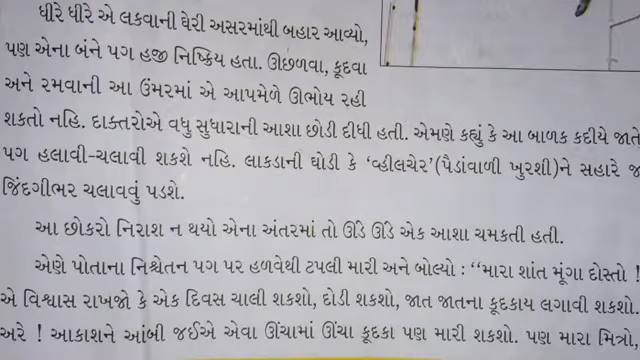 ધીરે ધીરે એ લકવાની ઘેરી અસરમાંથી બહાર આવ્યો,
પણ એના બંને પગ હજી નિષ્ક્રિય હતા. ઊછળવા, કૂદવા
અને રમવાની આ ઉંમરમાં એ આપમેળે ઊભોય રહી
શકતો નહિ. દાક્તરોએ વધુ સુધારાની આશા છોડી દીધી હતી. એમણે કહ્યું કે આ બાળક કદીયે જાતે
પગ હલાવી-ચલાવી શકશે નહિ. લાકડાની ઘોડી કે ‘વ્હીલચેર’(પૈડાંવાળી ખુરશી)ને સહારે જ
જિંદગીભર ચલાવવું પડશે.
આ છોકરો નિરાશ ન થયો એના અંતરમાં તો ઊંડે ઊંડે એક આશા ચમકતી હતી.
એણે પોતાના નિશ્ચેતન પગ પર હળવેથી ટપલી મારી અને બોલ્યો : “મારા શાંત મૂંગા દોસ્તો !
એ વિશ્વાસ રાખજો કે એક દિવસ ચાલી શકશો, દોડી શકશો, જાત જાતના કૂદકાય લગાવી શકશો.
અરે ! આકાશને આંબી જઈએ એવા ઊંચામાં ઊંચા કૂદકા પણ મારી શકશો. પણ મારા મિત્રો,